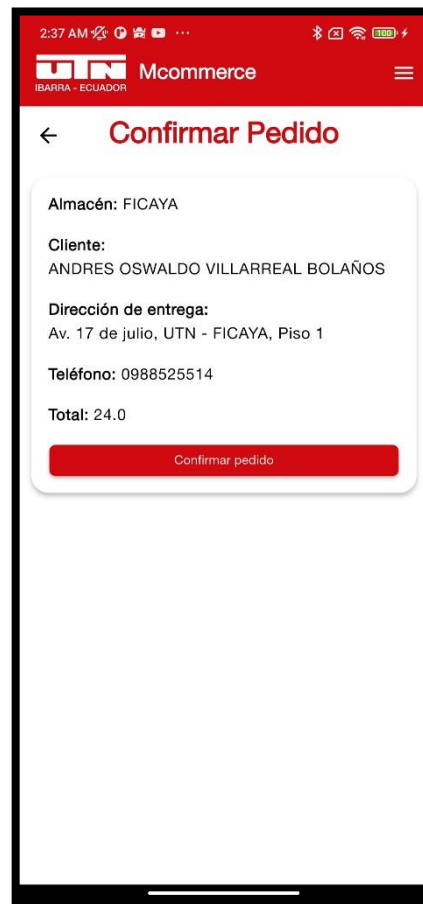 2:37 AM
100
UTN
IBARRA - ECUADOR
Mcommerce
Confirmar Pedido
Almacén: FICAYA
Cliente:
ANDRES OSWALDO VILLARREAL BOLAÑOS
Dirección de entrega:
Av. 17 de julio, UTN - FICAYA, Piso 1
Teléfono: 0988525514
Total: 24.0
Confirmar pedido